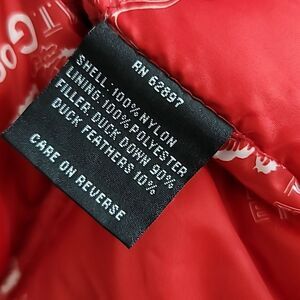 RN 62897
SHELL: 100% NYLON
LINING: 100% POLYESTER
FILLER: DUCK DOWN 90%
DUCK FEATHERS 10%
CARE ON REVERSE